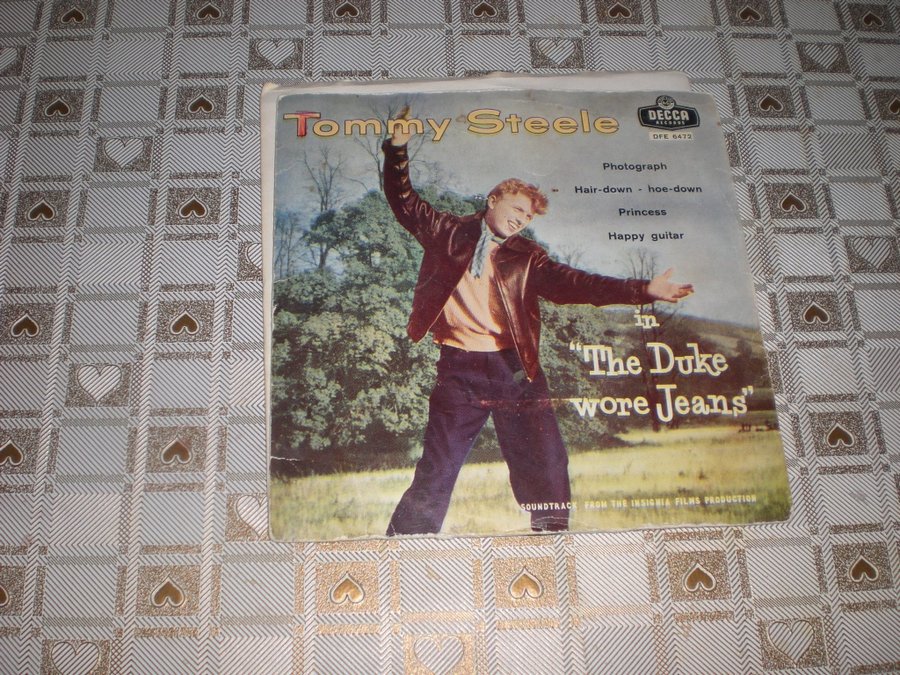 Tommy Steele
DECCA
RECORDS
DFE 6472
Photograph
Hair-down - hoe-down
Princess
Happy guitar
in
"The Duke
wore Jeans"
SOUNDTRACK FROM THE INSIGNIA FILMS PRODUCTION